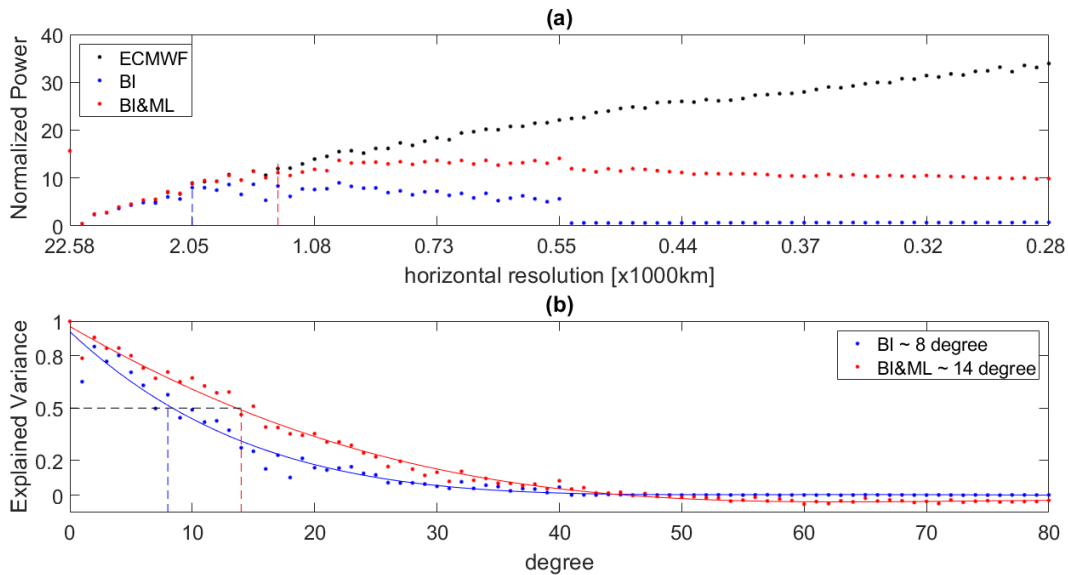 (a)
Normalized Power
40
30
20
10
0
ECMWF
BI
BI&ML
22.58 2.05 1.08 0.73 0.55 0.44 0.37 0.32 0.28
horizontal resolution [x1000km]
(b)
Explained Variance
1
0.8
0.5
0.2
0
BI ~ 8 degree
BI&ML ~ 14 degree
0 10 20 30 40 50 60 70 80
degree